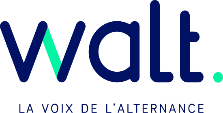 walt.
LA VOIX DE L'ALTERNANCE